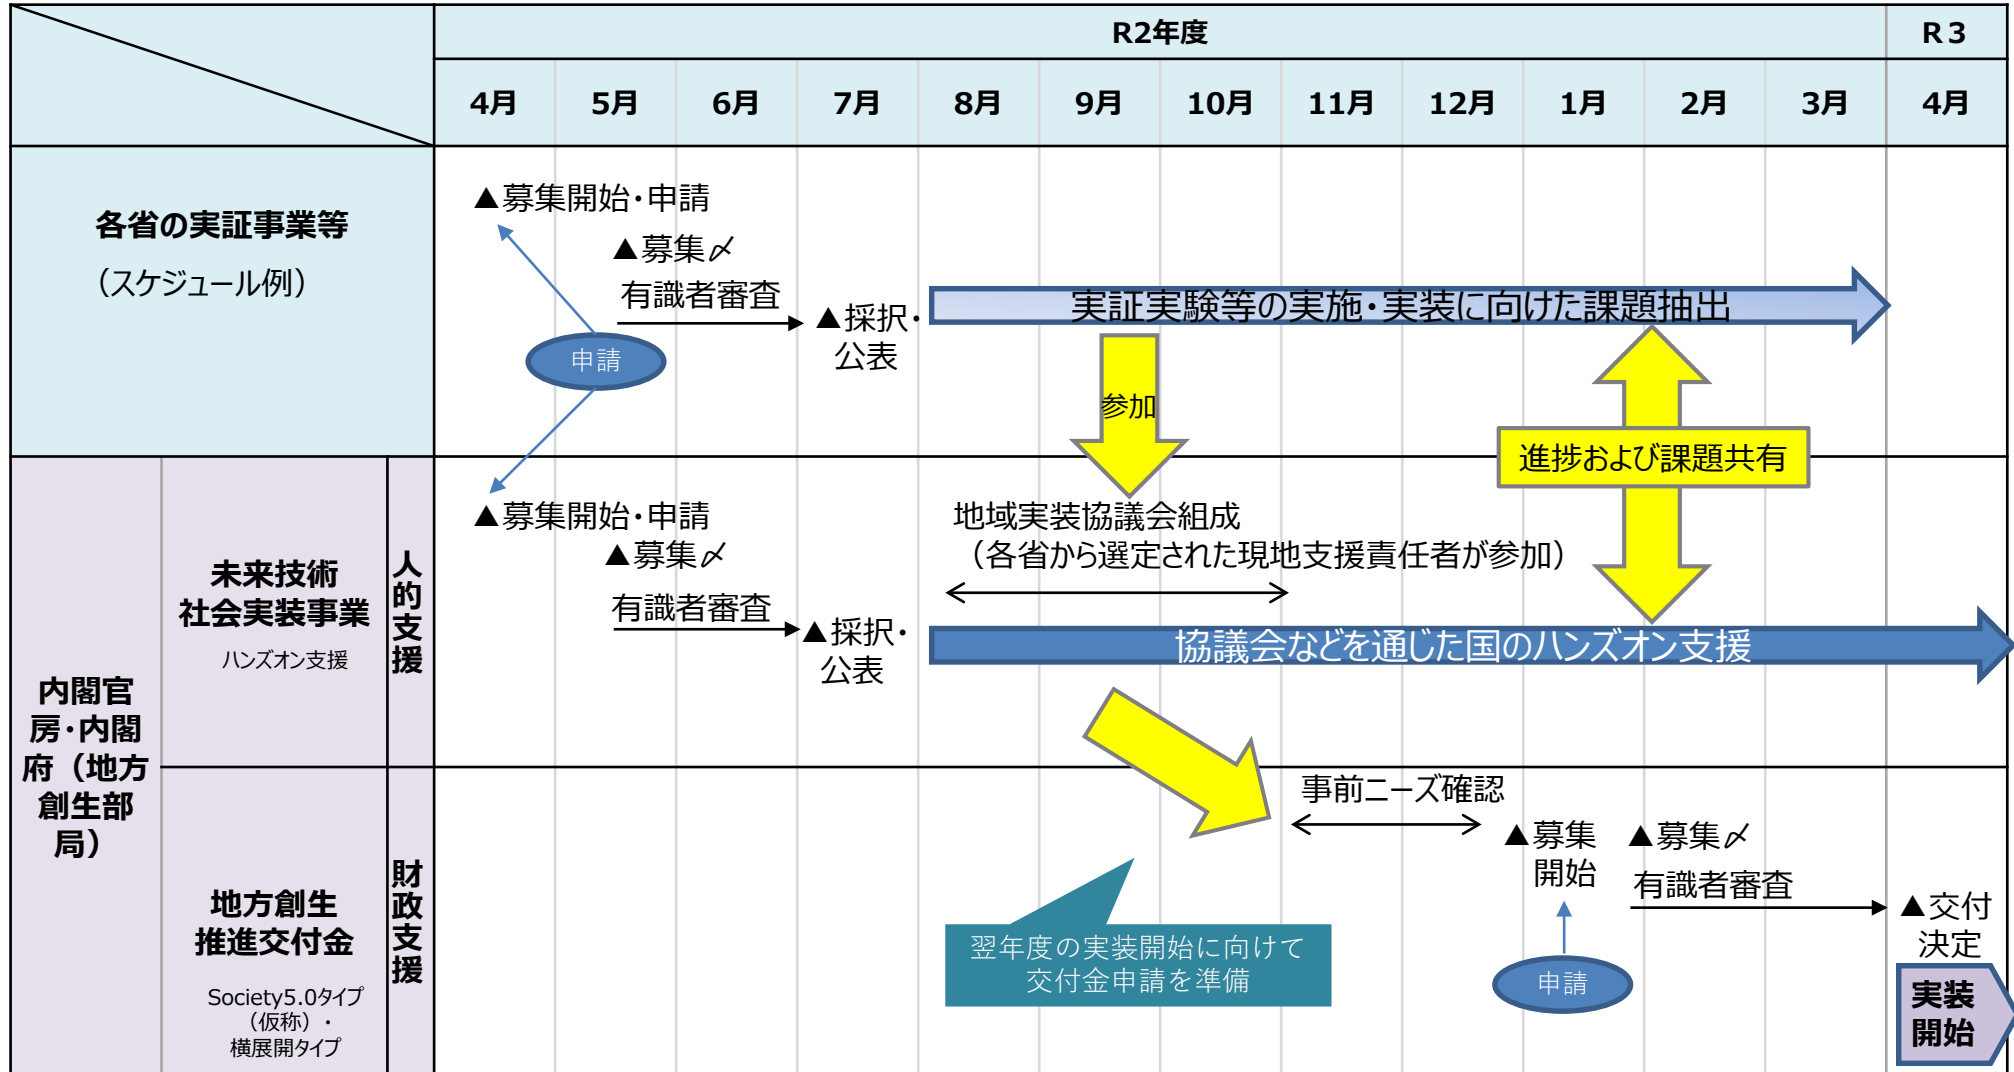 R2年度
R3
4月
5月
6月
7月
8月
9月
10月
11月
12月
1月
2月
3月
4月
各省の実証事業等
（スケジュール例）
▲募集開始・申請
▲募集〆
有識者審査
▲採択・
公表
実証実験等の実施・実装に向けた課題抽出
申請
参加
進捗および課題共有
内閣官
房・内閣
府（地方
創生部
局）
未来技術
社会実装事業
ハンズオン支援
人的支援
▲募集開始・申請
▲募集〆
有識者審査
▲採択・
公表
地域実装協議会組成
（各省から選定された現地支援責任者が参加）
協議会などを通じた国のハンズオン支援
地方創生
推進交付金
Society5.0タイプ
（仮称）・
横展開タイプ
財政支援
事前ニーズ確認
▲募集
開始
▲募集〆
有識者審査
▲交付
決定
翌年度の実装開始に向けて
交付金申請を準備
申請
実装
開始